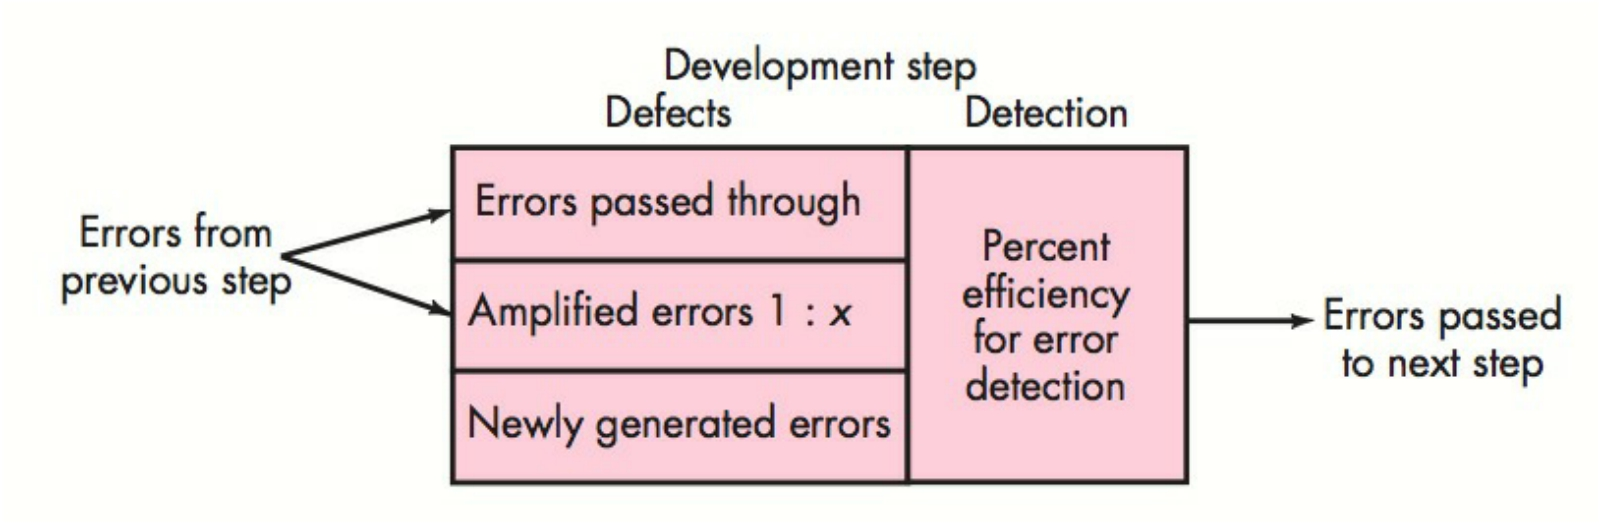 Development step
Defects
Detection
Errors from
previous step
Errors passed through
Amplified errors 1 : x
Newly generated errors
Percent
efficiency
for error
detection
Errors passed
to next step